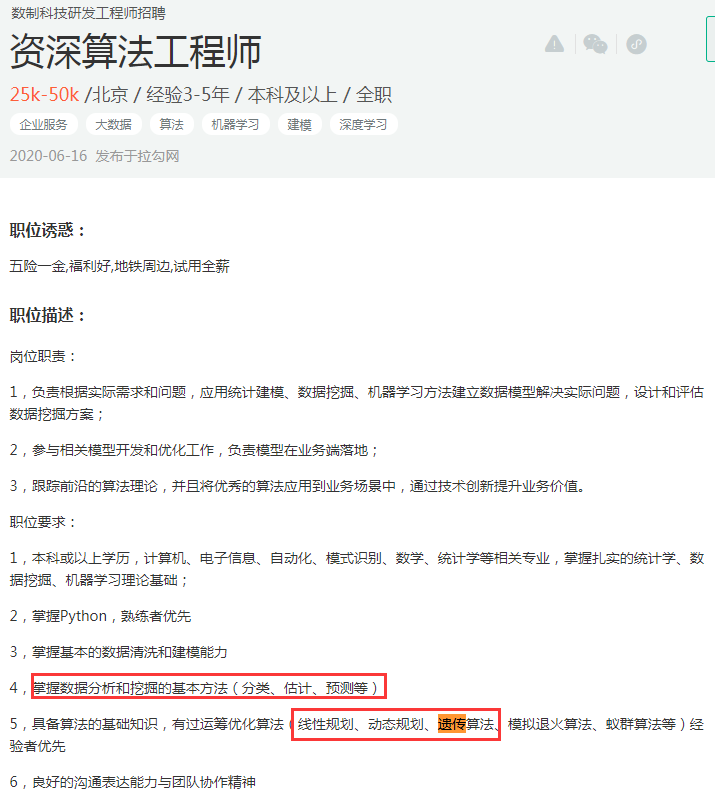 数制科技研发工程师招聘
资深算法工程师
25k-50k /北京 / 经验3-5年 / 本科及以上 / 全职
企业服务 大数据 算法 机器学习 建模 深度学习
2020-06-16 发布于拉勾网
职位诱惑：
五险一金,福利好,地铁周边,试用全薪
职位描述：
岗位职责：
1，负责根据实际需求和问题，应用统计建模、数据挖掘、机器学习方法建立数据模型解决实际问题，设计和评估
数据挖掘方案；
2，参与相关模型开发和优化工作，负责模型在业务端落地；
3，跟踪前沿的算法理论，并且将优秀的算法应用到业务场景中，通过技术创新提升业务价值。
职位要求：
1，本科或以上学历，计算机、电子信息、自动化、模式识别、数学、统计学等相关专业，掌握扎实的统计学、数
据挖掘、机器学习理论基础；
2，掌握Python，熟练者优先
3，掌握基本的数据清洗和建模能力
4，掌握数据分析和挖掘的基本方法（分类、估计、预测等）
5，具备算法的基础知识，有过运筹优化算法（线性规划、动态规划、遗传算法、模拟退火算法、蚁群算法等）经
验者优先
6，良好的沟通表达能力与团队协作精神